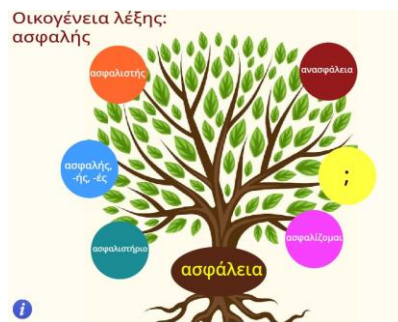 Οικογένεια λέξης:
ασφαλής
ασφαλιστής
ανασφάλεια
ασφαλής,
-ής, -ές
;
ασφαλιστήριο
ασφαλίζομαι
ασφάλεια
i